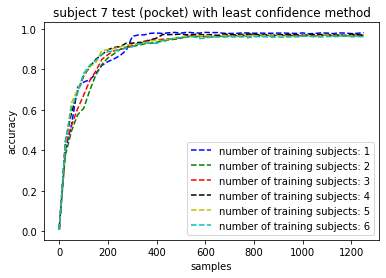 subject 7 test (pocket) with least confidence method
1.0
0.8
0.6
0.4
0.2
0.0
accuracy
number of training subjects: 1
number of training subjects: 2
number of training subjects: 3
number of training subjects: 4
number of training subjects: 5
number of training subjects: 6
0 200 400 600 800 1000 1200
samples